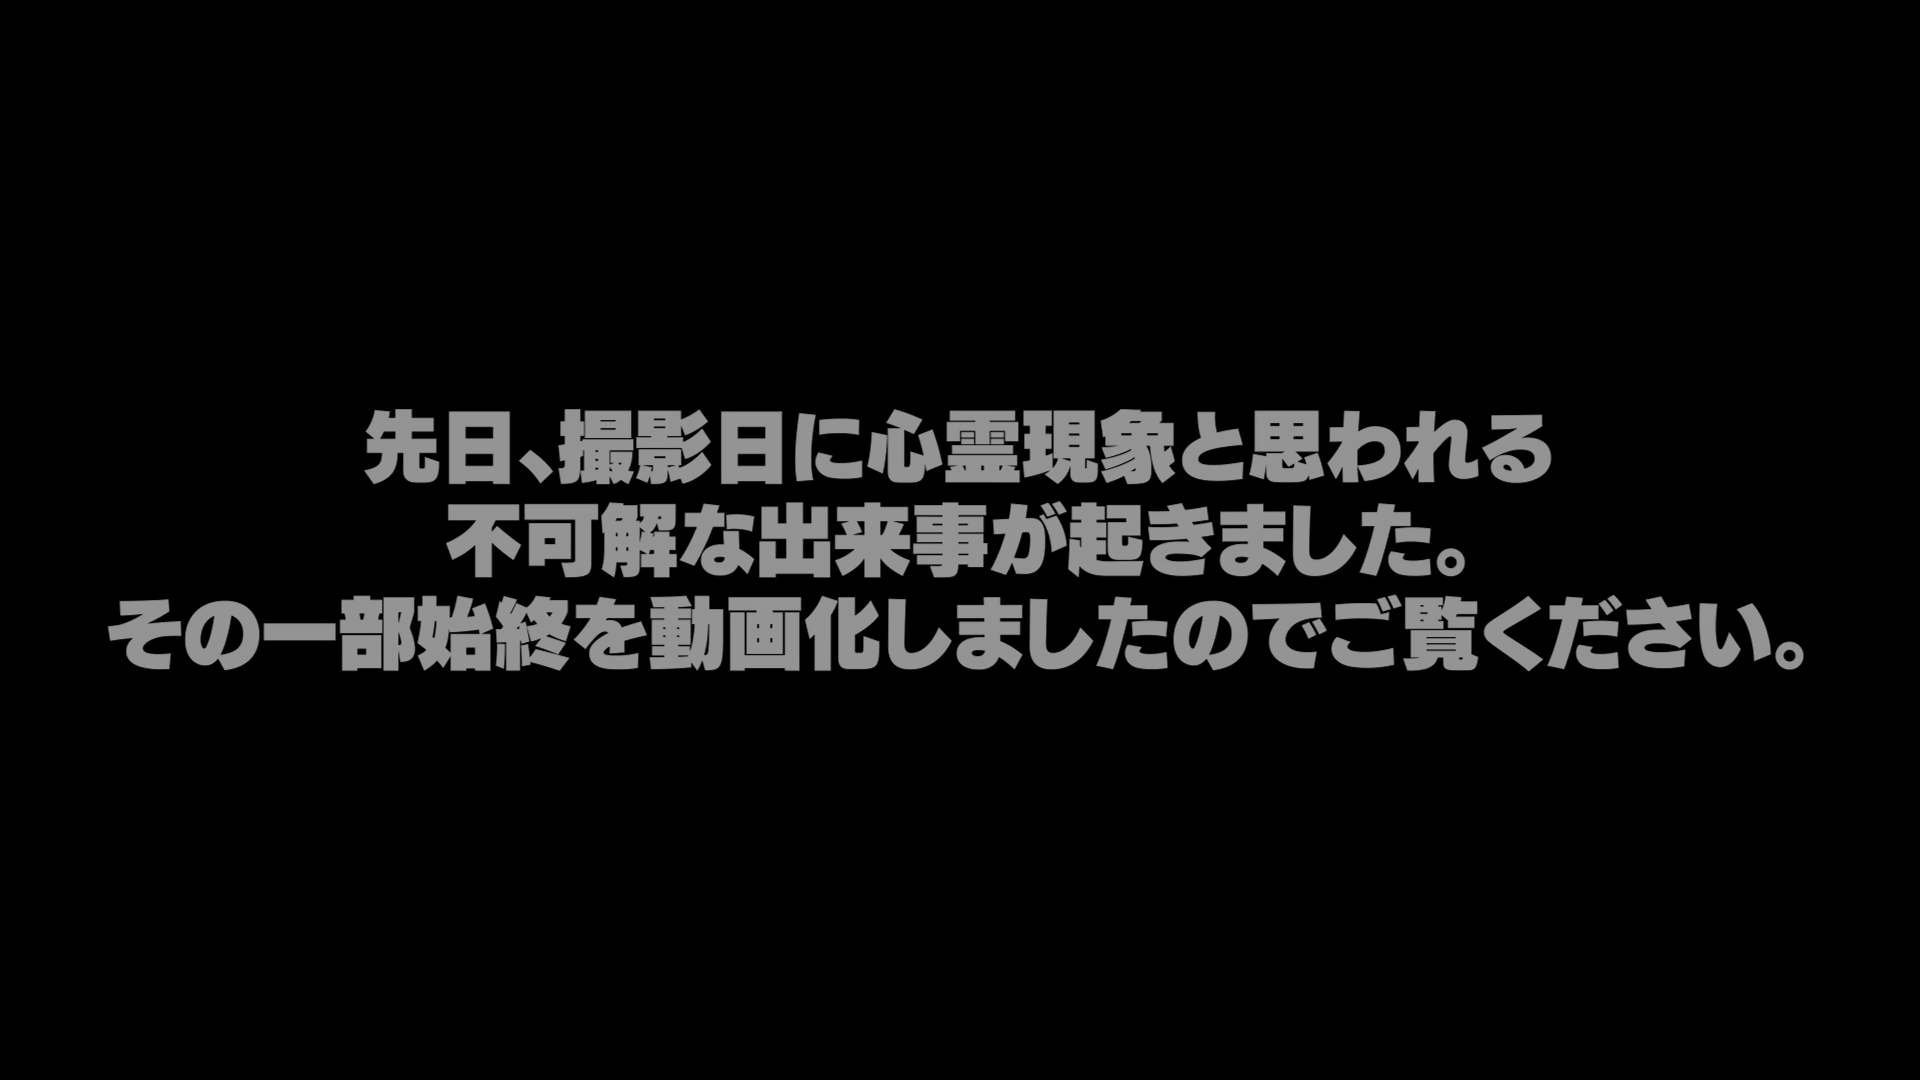 先日、撮影日に心霊現象と思われる
不可解な出来事が起きました。
その一部始終を動画化しましたのでご覧ください。